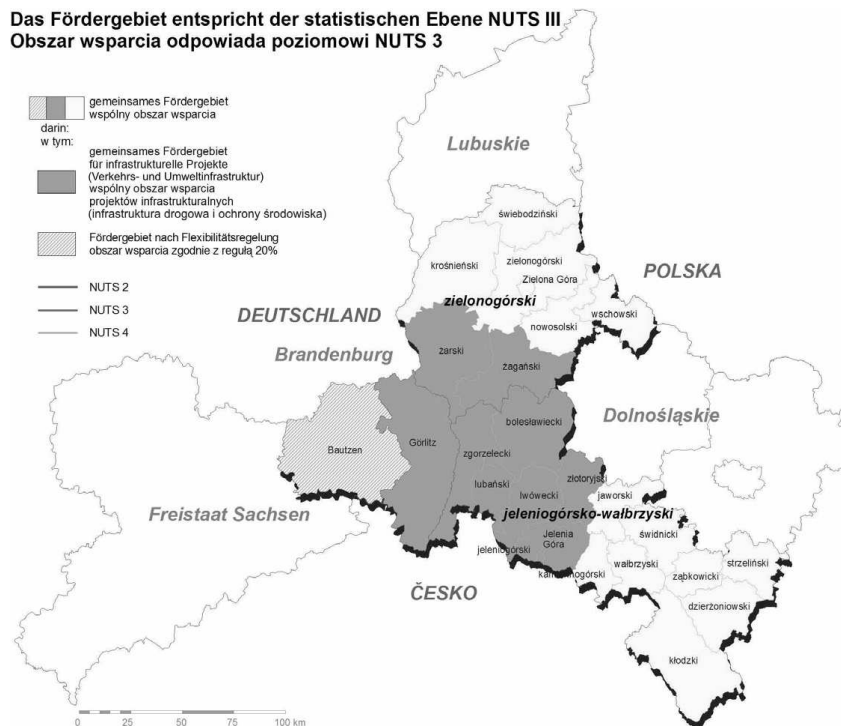 Das Fördergebiet entspricht der statistischen Ebene NUTS III
Obszar wsparcia odpowiada poziomowi NUTS 3
gemeinsames Fördergebiet
wspólny obszar wsparcia
darin:
w tym:
gemeinsames Fördergebiet
für infrastrukturelle Projekte
(Verkehrs- und Umweltinfrastruktur)
wspólny obszar wsparcia
projektów infrastrukturalnych
(infrastruktura drogowa i ochrony środowiska)
Fördergebiet nach Flexibilitätsregelung
obszar wsparcia zgodnie z regułą 20%
NUTS 2
NUTS 3
NUTS 4
Lubuskie
świebodziński
krośnieński
zielonogórski
Zielona Góra
POLSKA
zielonogórski
DEUTSCHLAND
wschowski
nowosolski
Brandenburg
żarski
żagański
Dolnośląskie
bolesławiecki
Görlitz
Bautzen
zgorzelecki
lubański
złotoryjski
lwówecki
jaworski
Freistaat Sachsen
jeleniogórsko-wałbrzyski
Jelenia
Góra
świdnicki
jeleniogórski
wałbrzyski
strzeliński
kamiennogórski
ząbkowicki
ČESKO
dzierżoniowski
kłodzki
0 25 50 75 100 km